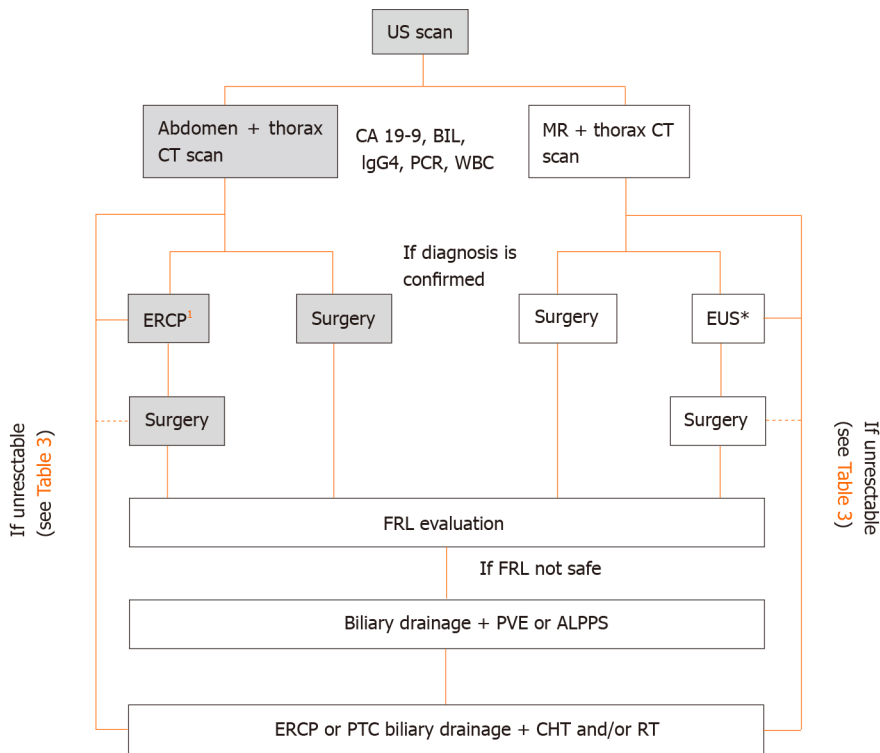 US scan
Abdomen + thorax
CT scan
CA 19-9, BIL,
IgG4, PCR, WBC
MR + thorax CT
scan
If diagnosis is
confirmed
ERCP1
Surgery
Surgery
EUS*
Surgery
Surgery
If unresctable
(see Table 3)
If unresctable
(see Table 3)
FRL evaluation
If FRL not safe
Biliary drainage + PVE or ALPPS
ERCP or PTC biliary drainage + CHT and/or RT